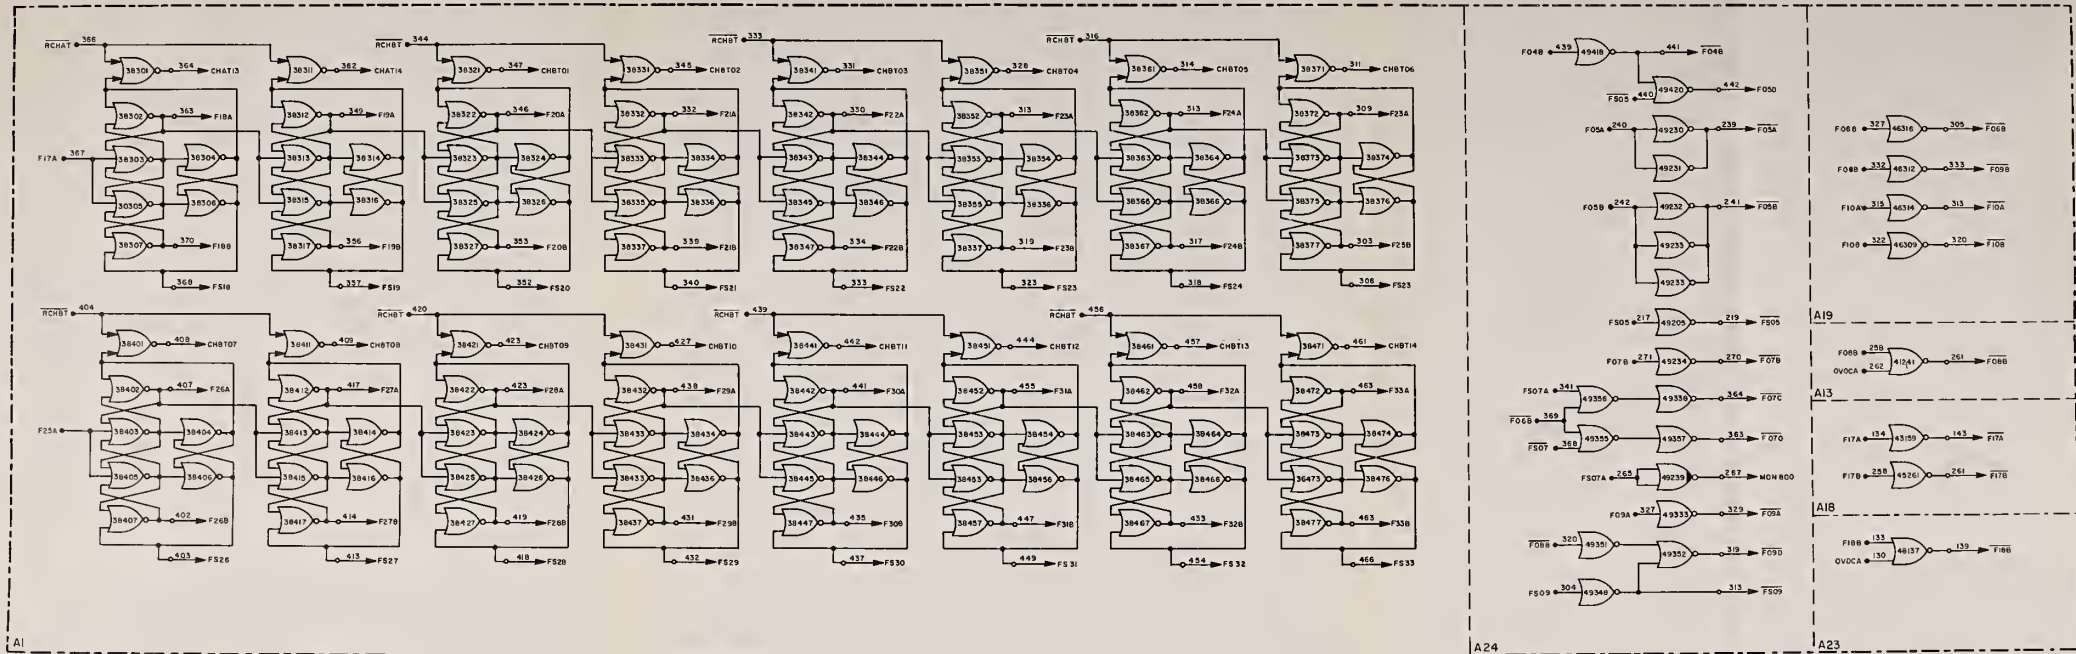 RCHAT 366 RCHBT 344 RCHBT 333 RCHBT 316
38301 364 CHAT13 38311 362 CHAT14 38321 347 CHBT01 38331 345 CHBT02 38341 331 CHBT03 38351 328 CHBT04 38361 314 CHBT05 38371 311 CHBT06
38302 363 F18A 38312 349 F19A 38322 346 F20A 38332 332 F21A 38342 330 F22A 38352 313 F23A 38362 313 F24A 38372 309 F23A
F17A 367 38303 38304 38313 38314 38323 38324 38333 38334 38343 38344 38353 38354 38363 38364 38373 38374
30305 38306 38315 38316 38325 38326 38335 38336 38345 38346 38355 38356 38365 38366 38375 38376
38307 370 F18B 38317 356 F19B 38327 353 F20B 38337 339 F21B 38347 334 F22B 38337 319 F23B 38367 317 F24B 38377 303 F25B
368 FS18 357 FS19 352 FS20 340 FS21 333 FS22 323 FS23 318 FS24 306 FS23
RCHBT 404 RCHBT 420 RCHBT 439 RCHBT 456
38401 408 CHBT07 38411 409 CHBT08 38421 423 CHBT09 38431 427 CHBT10 38441 442 CHBT11 38451 444 CHBT12 38461 457 CHBT13 38471 461 CHBT14
38402 407 F26A 38412 417 F27A 38422 423 F28A 38432 438 F29A 38442 441 F30A 38452 455 F31A 38462 458 F32A 38472 463 F33A
F25A 38403 38404 38413 38414 38423 38424 38433 38434 38443 38444 38453 38454 38463 38464 38473 38474
38405 38406 38415 38416 38425 38426 38433 38436 38445 38446 38453 38456 38465 38466 36473 38476
38407 402 F26B 38417 414 F27B 38427 419 F28B 38437 431 F29B 38447 435 F30B 38457 447 F31B 38467 433 F32B 38477 463 F33B
403 FS26 413 FS27 418 FS28 432 FS29 437 FS30 449 FS31 454 FS32 466 FS33
A1
F04B 439 49418 441 F04B
FS05 440 49420 442 F05D
F05A 240 49230 239 F05A
49231
F05B 242 49232 241 F05B
49233
49233
FS05 217 49205 219 FS05
F07B 271 49234 270 F07B
FS07A 341 49356 49338 364 F07C
F06B 369
FS07 368 49355 49357 363 F07D
FS07A 265 49239 267 MON800
F09A 327 49333 329 F09A
F08B 320 49351 49352 319 F09D
FS09 304 49348 313 FS09
A24
F06B 327 46316 305 F06B
F08B 332 46312 333 F09B
F10A 315 46314 313 F10A
F10B 322 46309 320 F10B
A19
F08B 258 41241 261 F08B
0VDCA 262
A13
F17A 134 43159 143 F17A
F17B 258 45261 261 F17B
A18
F18B 133 48137 139 F18B
0VDCA 130
A23